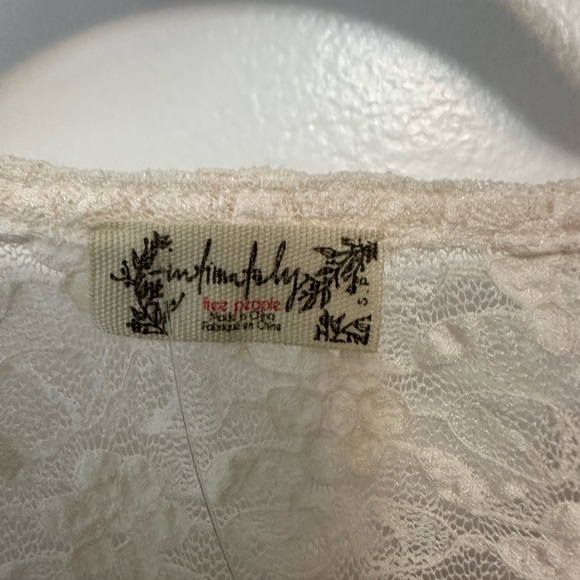 intimately
free people
Made in China
Fabriqué en Chine
S.P